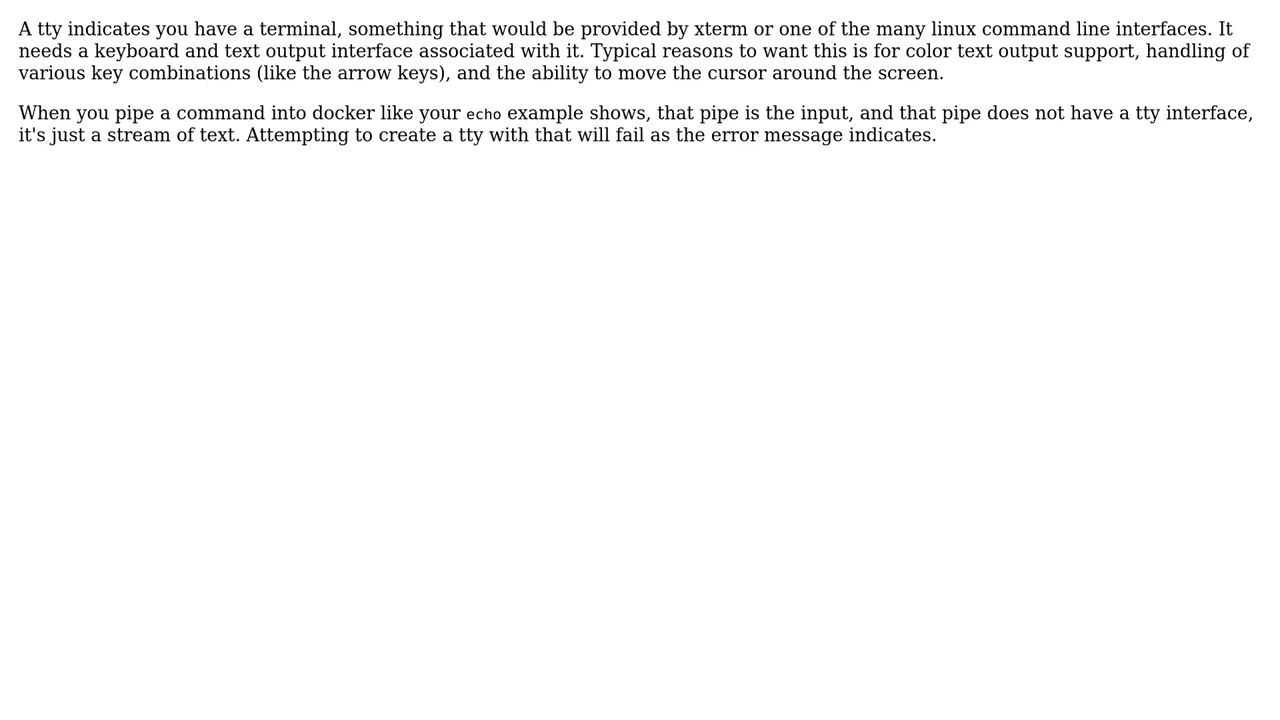 A tty indicates you have a terminal, something that would be provided by xterm or one of the many linux command line interfaces. It
needs a keyboard and text output interface associated with it. Typical reasons to want this is for color text output support, handling of
various key combinations (like the arrow keys), and the ability to move the cursor around the screen.
When you pipe a command into docker like your echo example shows, that pipe is the input, and that pipe does not have a tty interface,
it's just a stream of text. Attempting to create a tty with that will fail as the error message indicates.